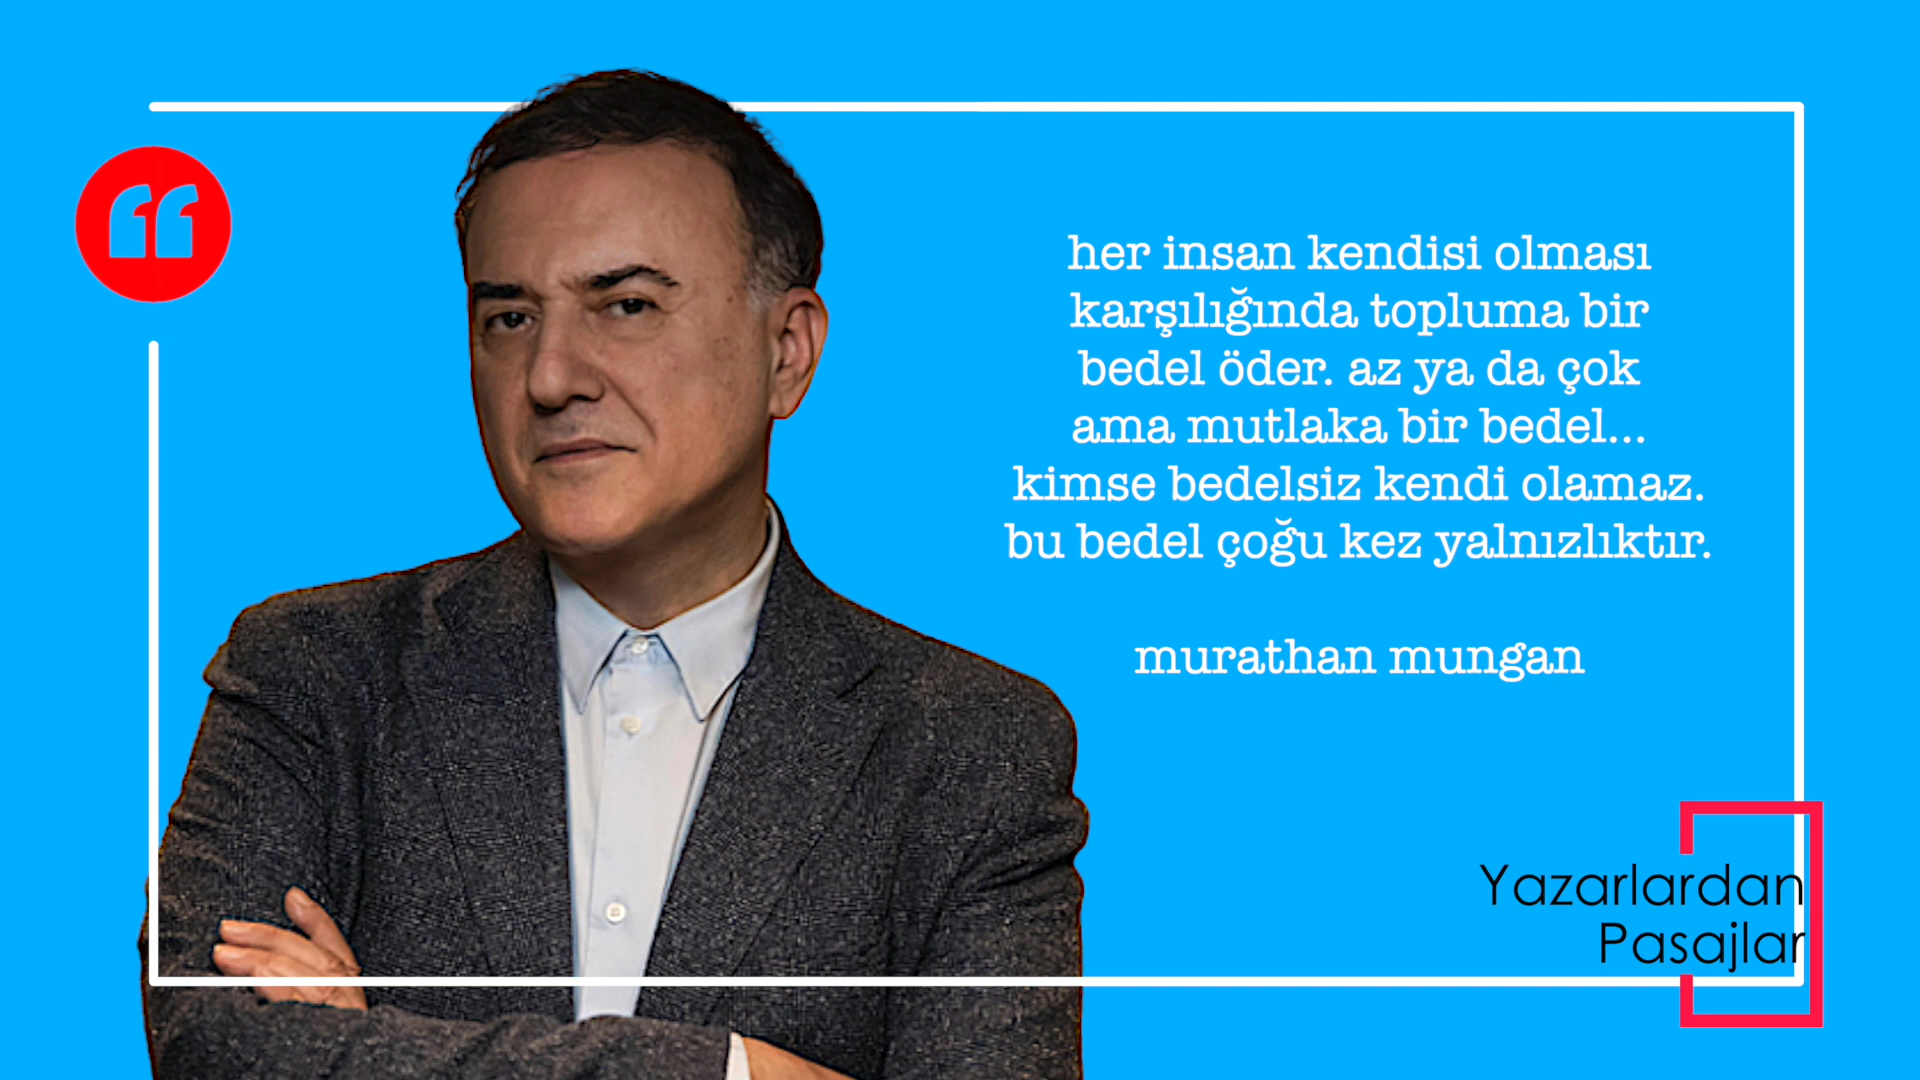 her insan kendisi olması
karşılığında topluma bir
bedel öder. az ya da çok
ama mutlaka bir bedel...
kimse bedelsiz kendi olamaz.
bu bedel çoğu kez yalnızlıktır.
murathan mungan
Yazarlardan
Pasajlar